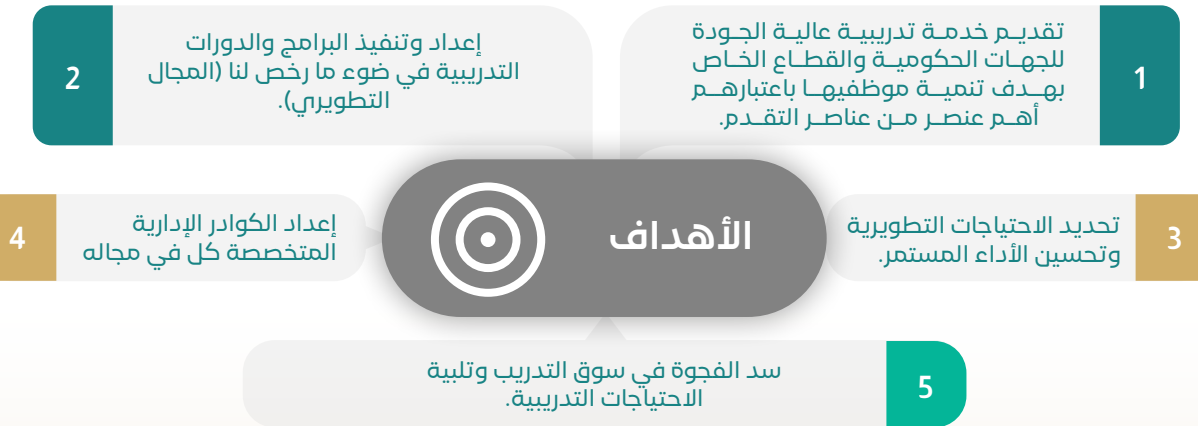 1
تقديم خدمة تدريبية عالية الجودة
للجهات الحكومية والقطاع الخاص
بهدف تنمية موظفيها باعتبارهم
أهم عنصر من عناصر التقدم.
2
إعداد وتنفيذ البرامج والدورات
التدريبية في ضوء ما رخص لنا (المجال
التطويري).
الأهداف
3
تحديد الاحتياجات التطويرية
وتحسين الأداء المستمر.
4
إعداد الكوادر الإدارية
المتخصصة كل في مجاله
5
سد الفجوة في سوق التدريب وتلبية
الاحتياجات التدريبية.